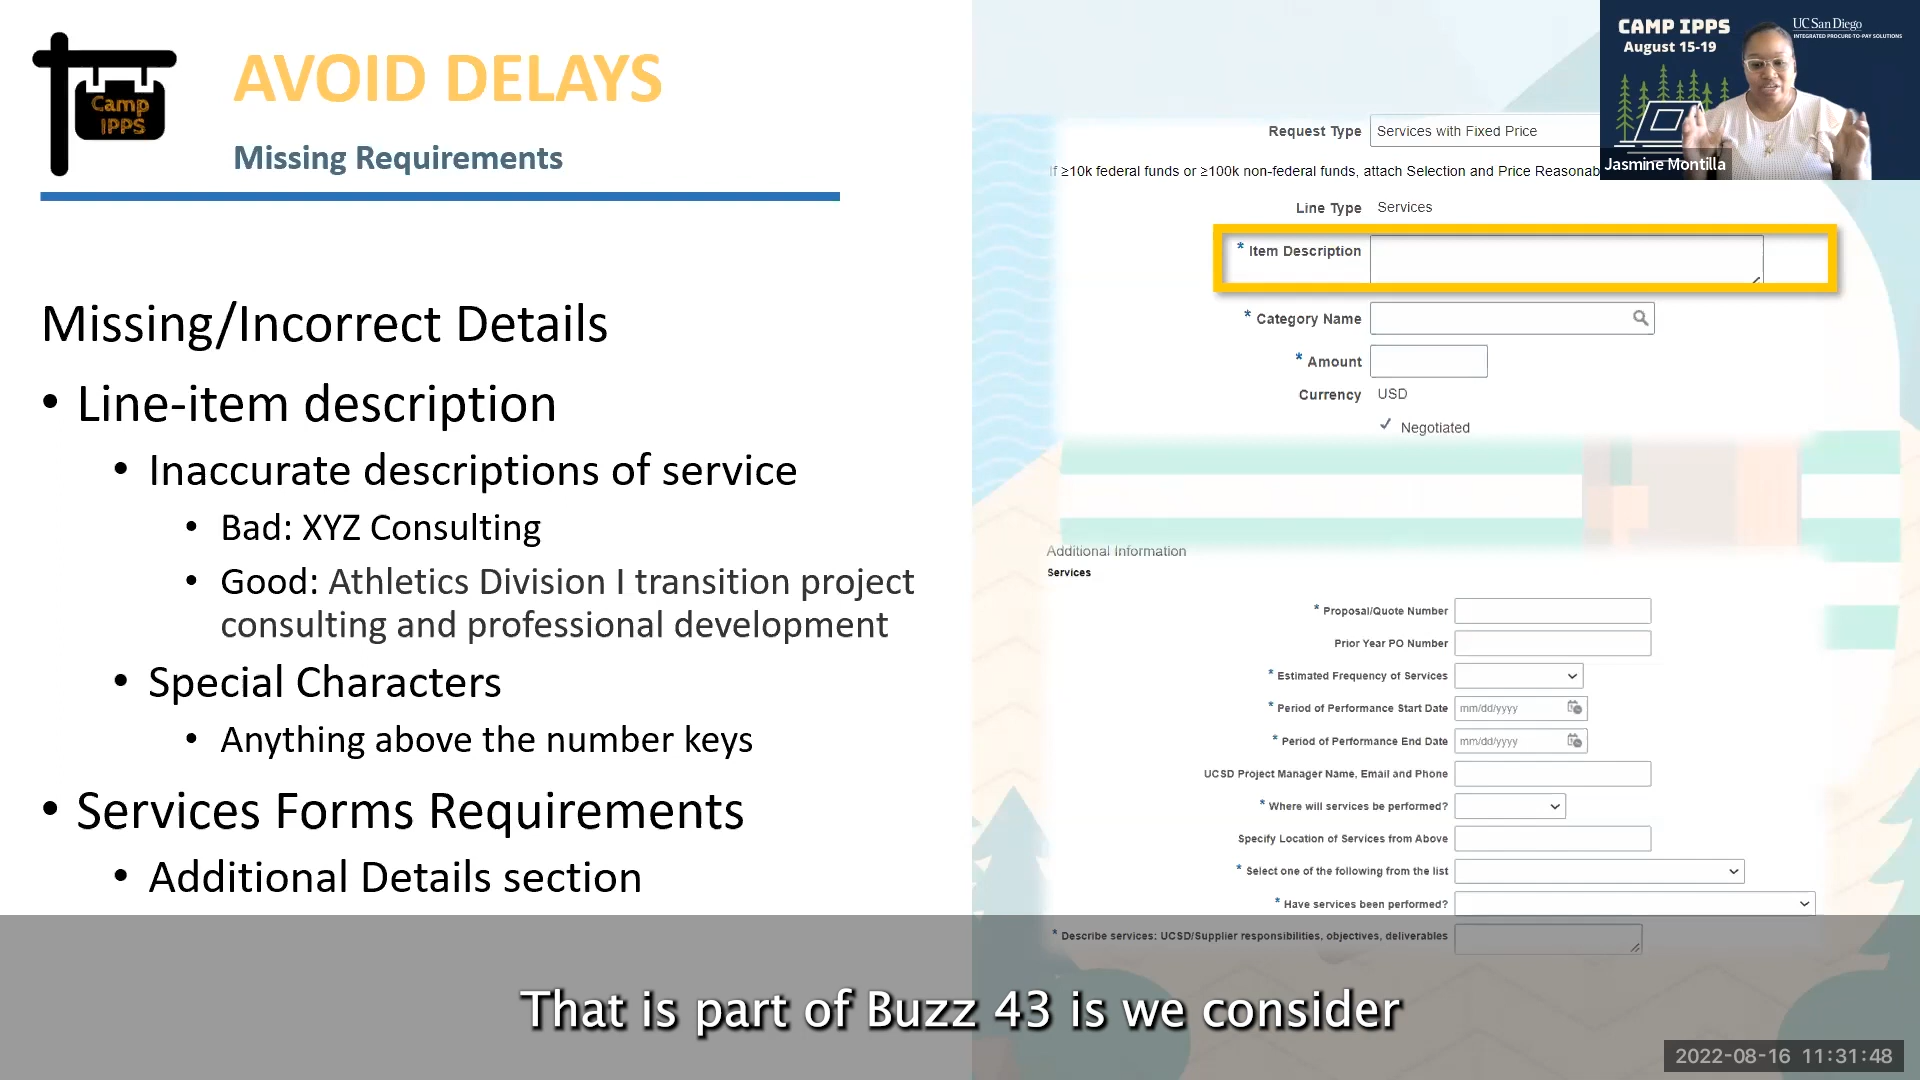 Camp
IPPS
AVOID DELAYS
Missing Requirements
Missing/Incorrect Details
• Line-item description
• Inaccurate descriptions of service
• Bad: XYZ Consulting
• Good: Athletics Division I transition project
consulting and professional development
• Special Characters
• Anything above the number keys
• Services Forms Requirements
• Additional Details section
Request Type Services with Fixed Price
If ≥10k federal funds or ≥100k non-federal funds, attach Selection and Price Reasonab
Line Type Services
* Item Description
* Category Name
* Amount
Currency USD
✓ Negotiated
Additional Information
Services
* Proposal/Quote Number
Prior Year PO Number
* Estimated Frequency of Services
* Period of Performance Start Date mm/dd/yyyy
* Period of Performance End Date mm/dd/yyyy
UCSD Project Manager Name, Email and Phone
* Where will services be performed?
Specify Location of Services from Above
* Select one of the following from the list
* Have services been performed?
* Describe services: UCSD/Supplier responsibilities, objectives, deliverables
CAMP IPPS
August 15-19
UC San Diego
INTEGRATED PROCURE-TO-PAY SOLUTIONS
Jasmine Montilla
That is part of Buzz 43 is we consider
2022-08-16 11:31:48